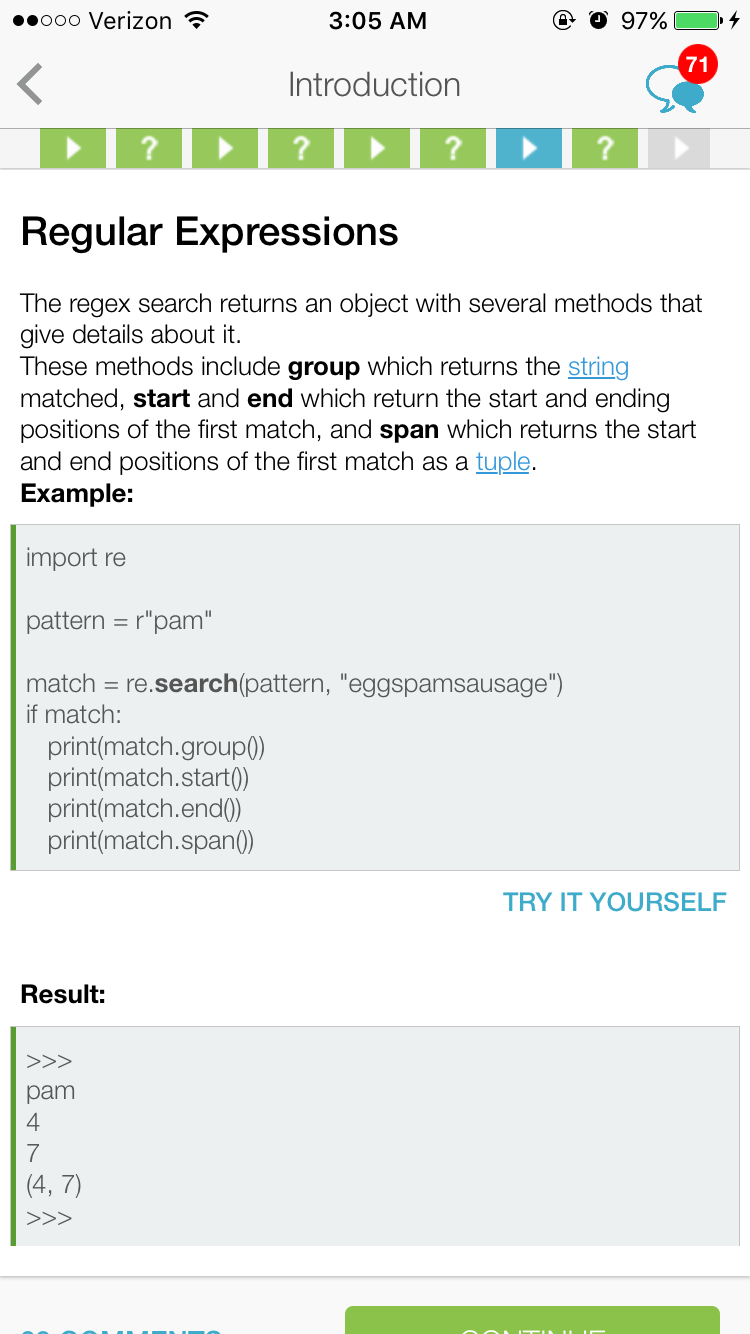 Verizon 3:05 AM 97%
Introduction
71
? ? ? ?
Regular Expressions
The regex search returns an object with several methods that
give details about it.
These methods include group which returns the string
matched, start and end which return the start and ending
positions of the first match, and span which returns the start
and end positions of the first match as a tuple.
Example:
import re
pattern = r"pam"
match = re.search(pattern, "eggspamsausage")
if match:
print(match.group())
print(match.start())
print(match.end())
print(match.span())
TRY IT YOURSELF
Result:
>>>
pam
4
7
(4, 7)
>>>
COMMENTS
CONTINUE